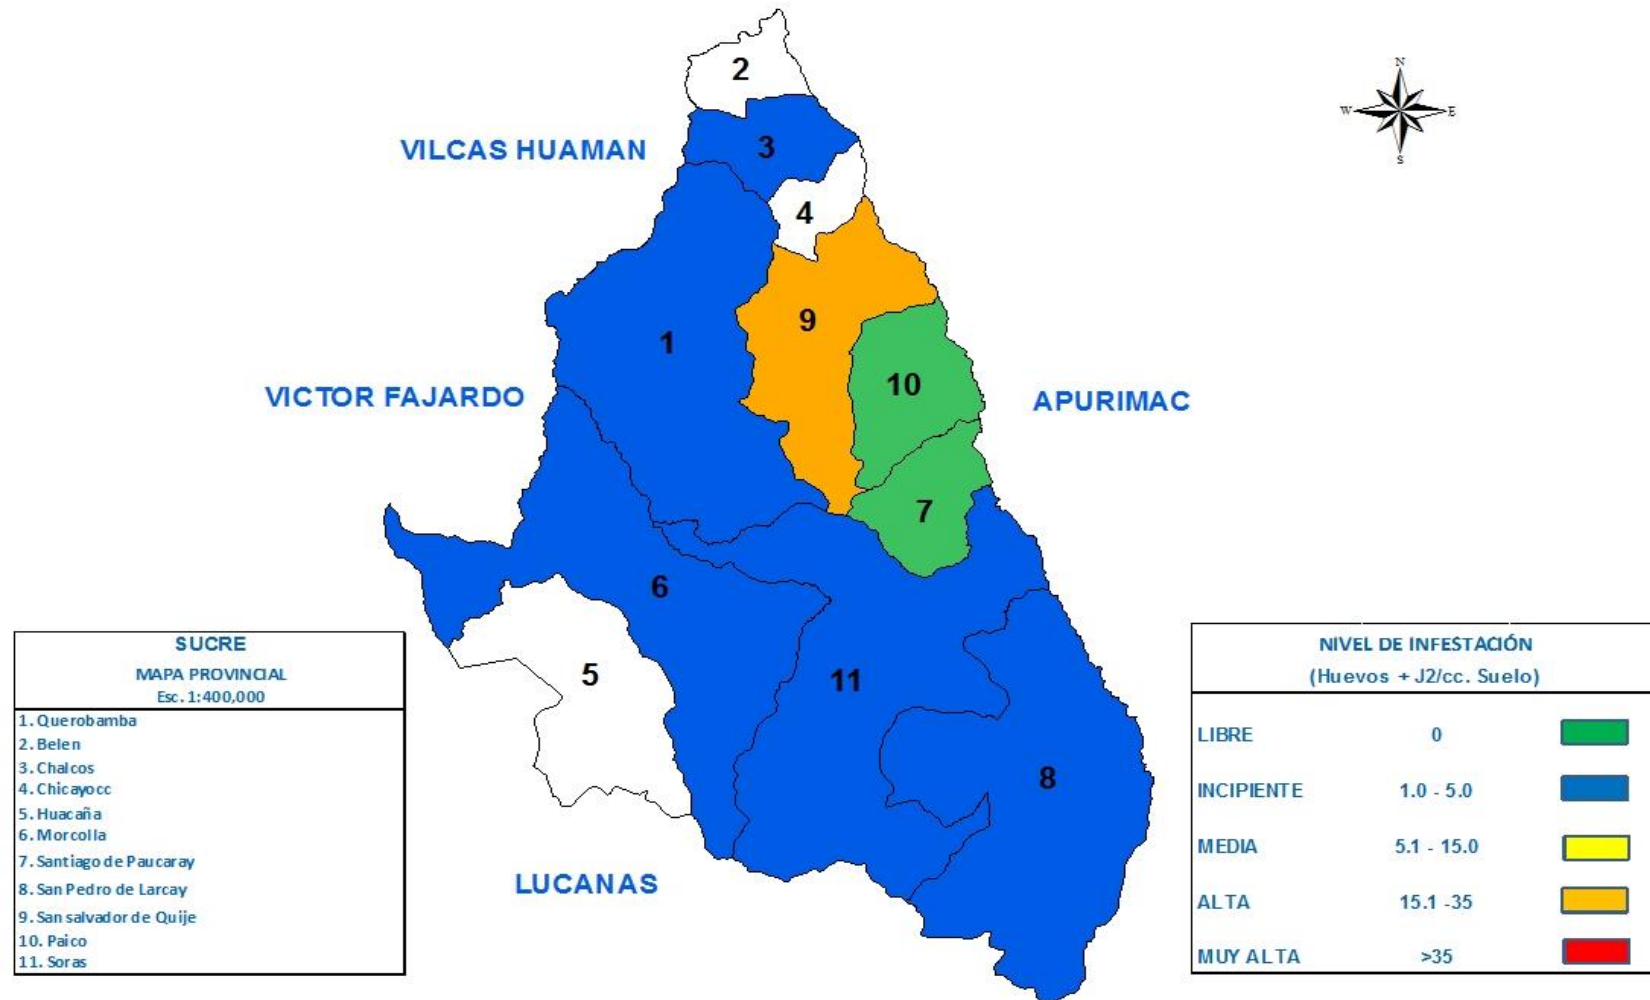 2
N
W
E
S
VILCAS HUAMAN
3
4
9
1
10
VICTOR FAJARDO
APURIMAC
7
6
5
11
8
LUCANAS
SUCRE
MAPA PROVINCIAL
Esc. 1:400,000
1. Querobamba
2. Belen
3. Chalcos
4. Chicayocc
5. Huacaña
6. Morcolla
7. Santiago de Paucaray
8. San Pedro de Larcay
9. San salvador de Quije
10. Paico
11. Soras
NIVEL DE INFESTACIÓN
(Huevos + J2/cc. Suelo)
LIBRE 0
INCIPIENTE 1.0 - 5.0
MEDIA 5.1 - 15.0
ALTA 15.1 -35
MUY ALTA >35